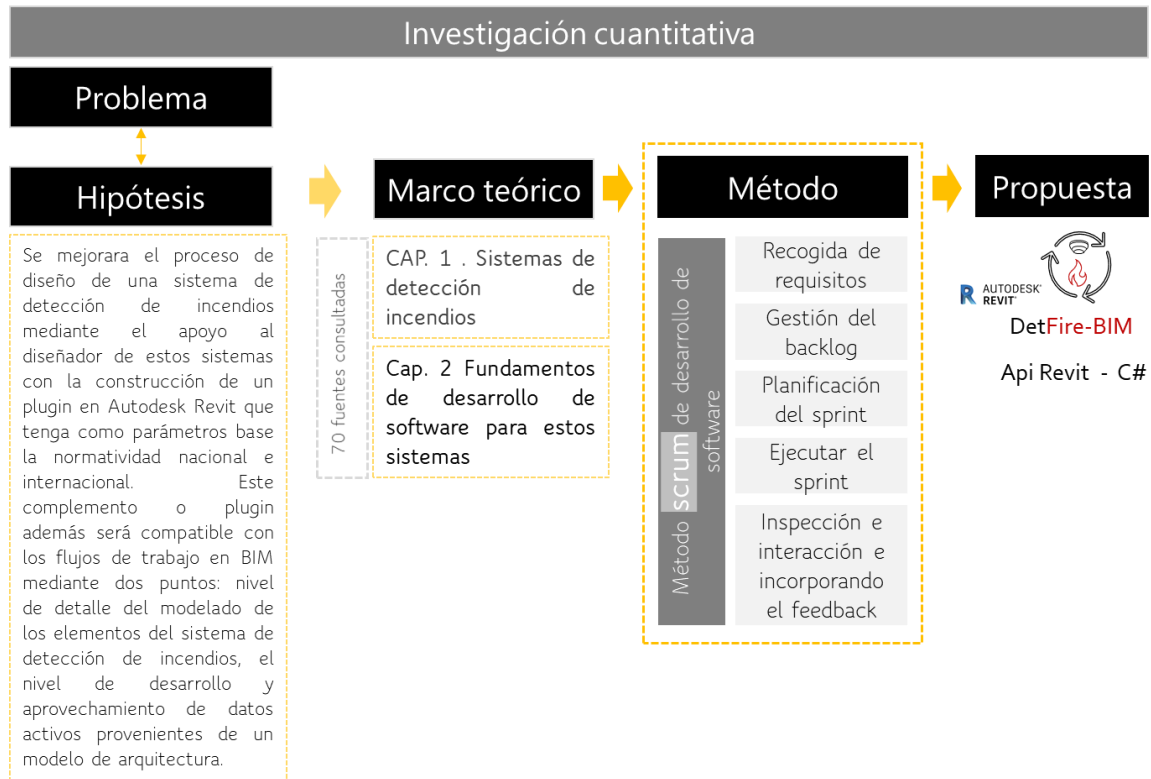 Investigación cuantitativa
Problema
Hipótesis
Se mejorara el proceso de
diseño de una sistema de
detección de incendios
mediante el apoyo al
diseñador de estos sistemas
con la construcción de un
plugin en Autodesk Revit que
tenga como parámetros base
la normatividad nacional e
internacional. Este
complemento o plugin
además será compatible con
los flujos de trabajo en BIM
mediante dos puntos: nivel
de detalle del modelado de
los elementos del sistema de
detección de incendios, el
nivel de desarrollo y
aprovechamiento de datos
activos provenientes de un
modelo de arquitectura.
Marco teórico
70 fuentes consultadas
CAP. 1 . Sistemas de
detección de
incendios
Cap. 2 Fundamentos
de desarrollo de
software para estos
sistemas
Método
Método scrum de desarrollo de
software
Recogida de
requisitos
Gestión del
backlog
Planificación
del sprint
Ejecutar el
sprint
Inspección e
interacción e
incorporando
el feedback
Propuesta
R AUTODESK®
REVIT®
DetFire-BIM
Api Revit - C#